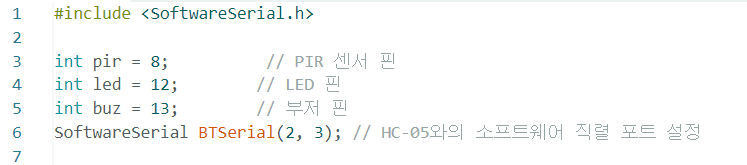 1 #include <SoftwareSerial.h>
2
3 int pir = 8; // PIR 센서 핀
4 int led = 12; // LED 핀
5 int buz = 13; // 부저 핀
6 SoftwareSerial BTSerial(2, 3); // HC-05와의 소프트웨어 직렬 포트 설정
7